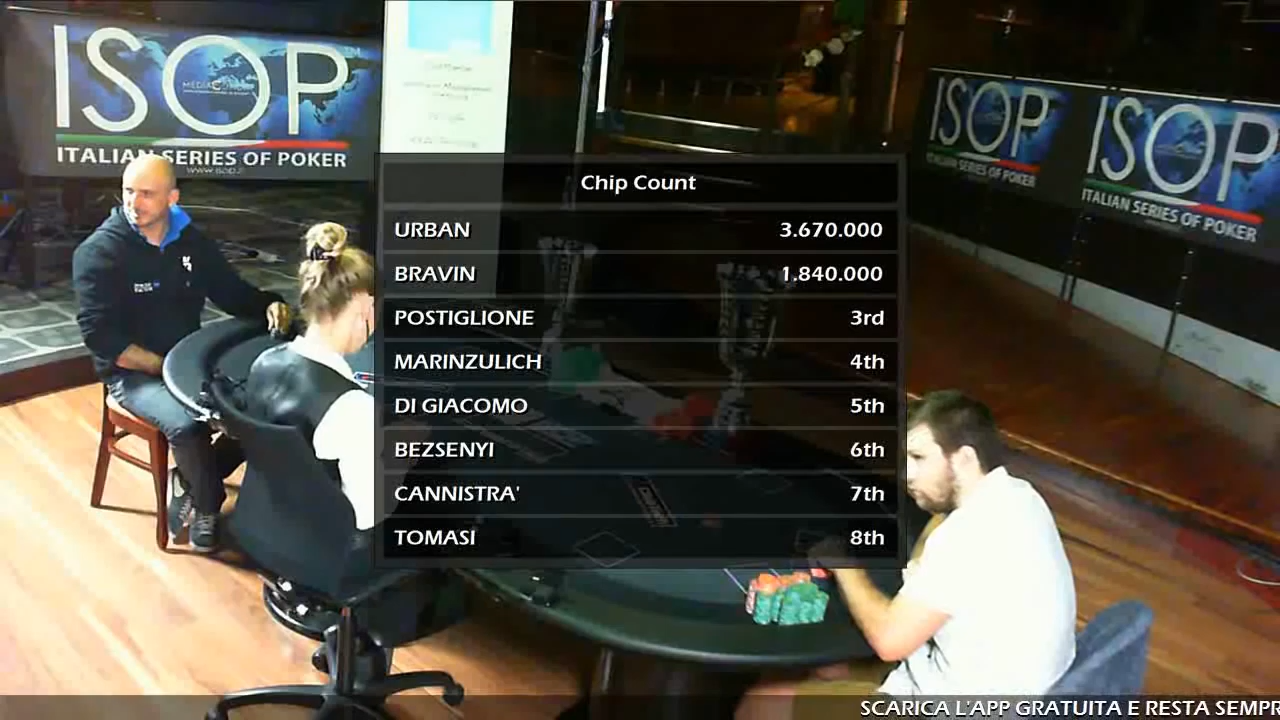 ISOP
ITALIAN SERIES OF POKER
ISOP
ITALIAN SERIES OF POKER
ISOP
ITALIAN SERIES OF POKER
Chip Count
URBAN 3.670.000
BRAVIN 1.840.000
POSTIGLIONE 3rd
MARINZULICH 4th
DI GIACOMO 5th
BEZSENYI 6th
CANNISTRA' 7th
TOMASI 8th
SCARICA L'APP GRATUITA E RESTA SEMPR